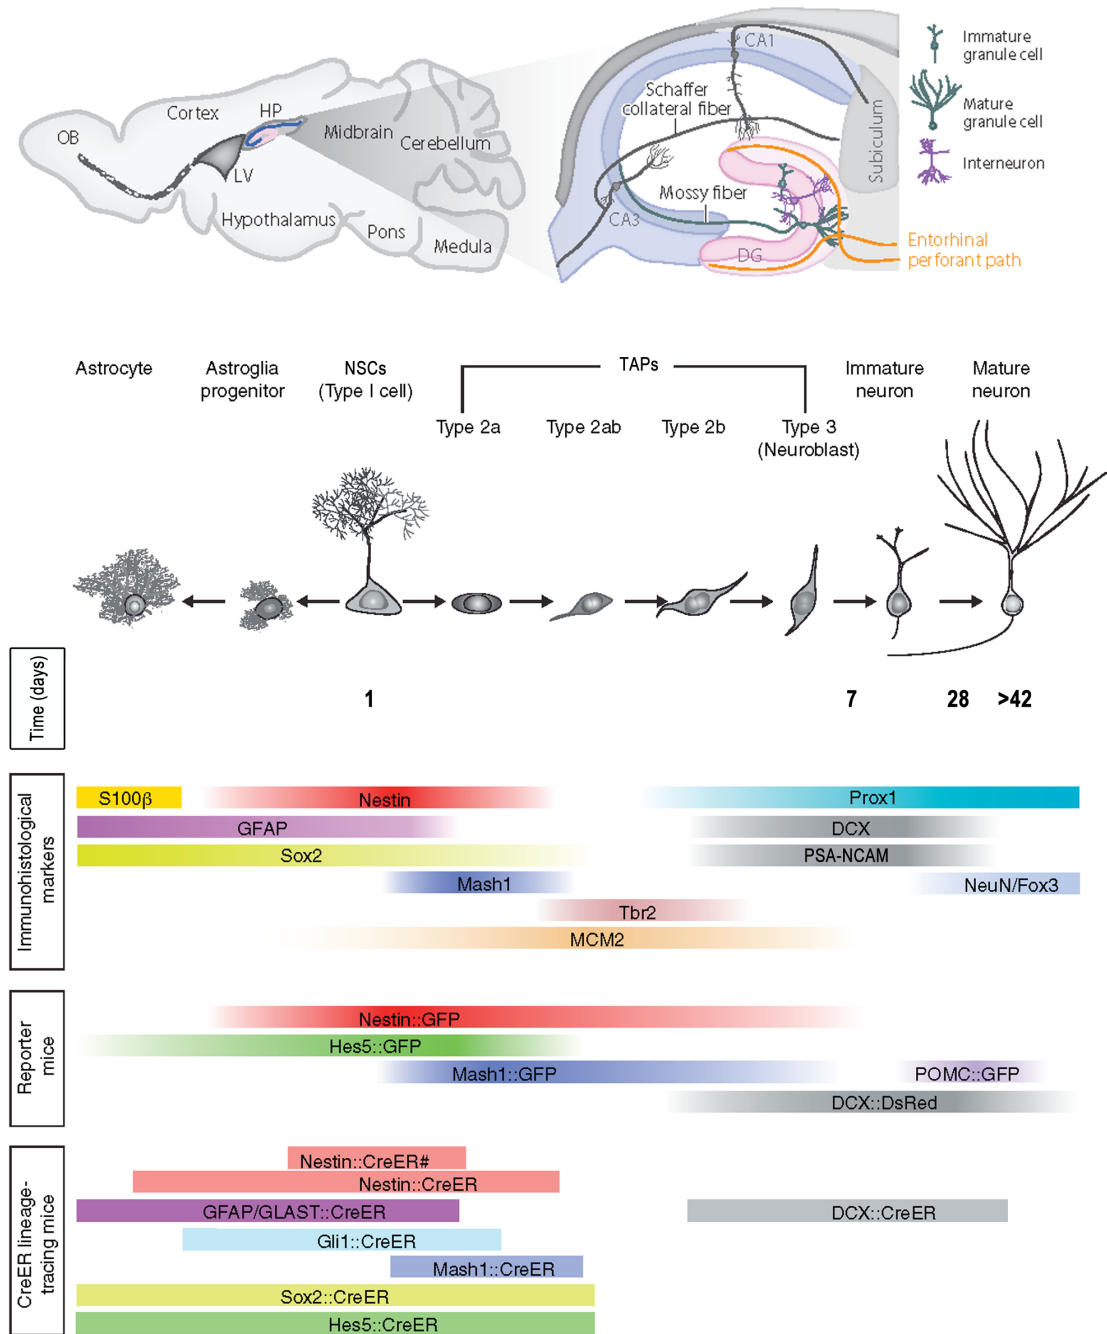 OB
Cortex
HP
Midbrain
Cerebellum
LV
Hypothalamus
Pons
Medula
CA1
Schaffer
collateral fiber
Mossy fiber
CA3
DG
Subiculum
Immature
granule cell
Mature
granule cell
Interneuron
Entorhinal
perforant path
Astrocyte
Astroglia
progenitor
NSCs
(Type I cell)
TAPs
Type 2a
Type 2ab
Type 2b
Type 3
(Neuroblast)
Immature
neuron
Mature
neuron
Time (days)
1
7
28
>42
Immunohistological
markers
S100β
Nestin
Prox1
GFAP
DCX
Sox2
PSA-NCAM
Mash1
NeuN/Fox3
Tbr2
MCM2
Reporter
mice
Nestin::GFP
Hes5::GFP
Mash1::GFP
POMC::GFP
DCX::DsRed
CreER lineage-
tracing mice
Nestin::CreER#
Nestin::CreER
GFAP/GLAST::CreER
DCX::CreER
Gli1::CreER
Mash1::CreER
Sox2::CreER
Hes5::CreER